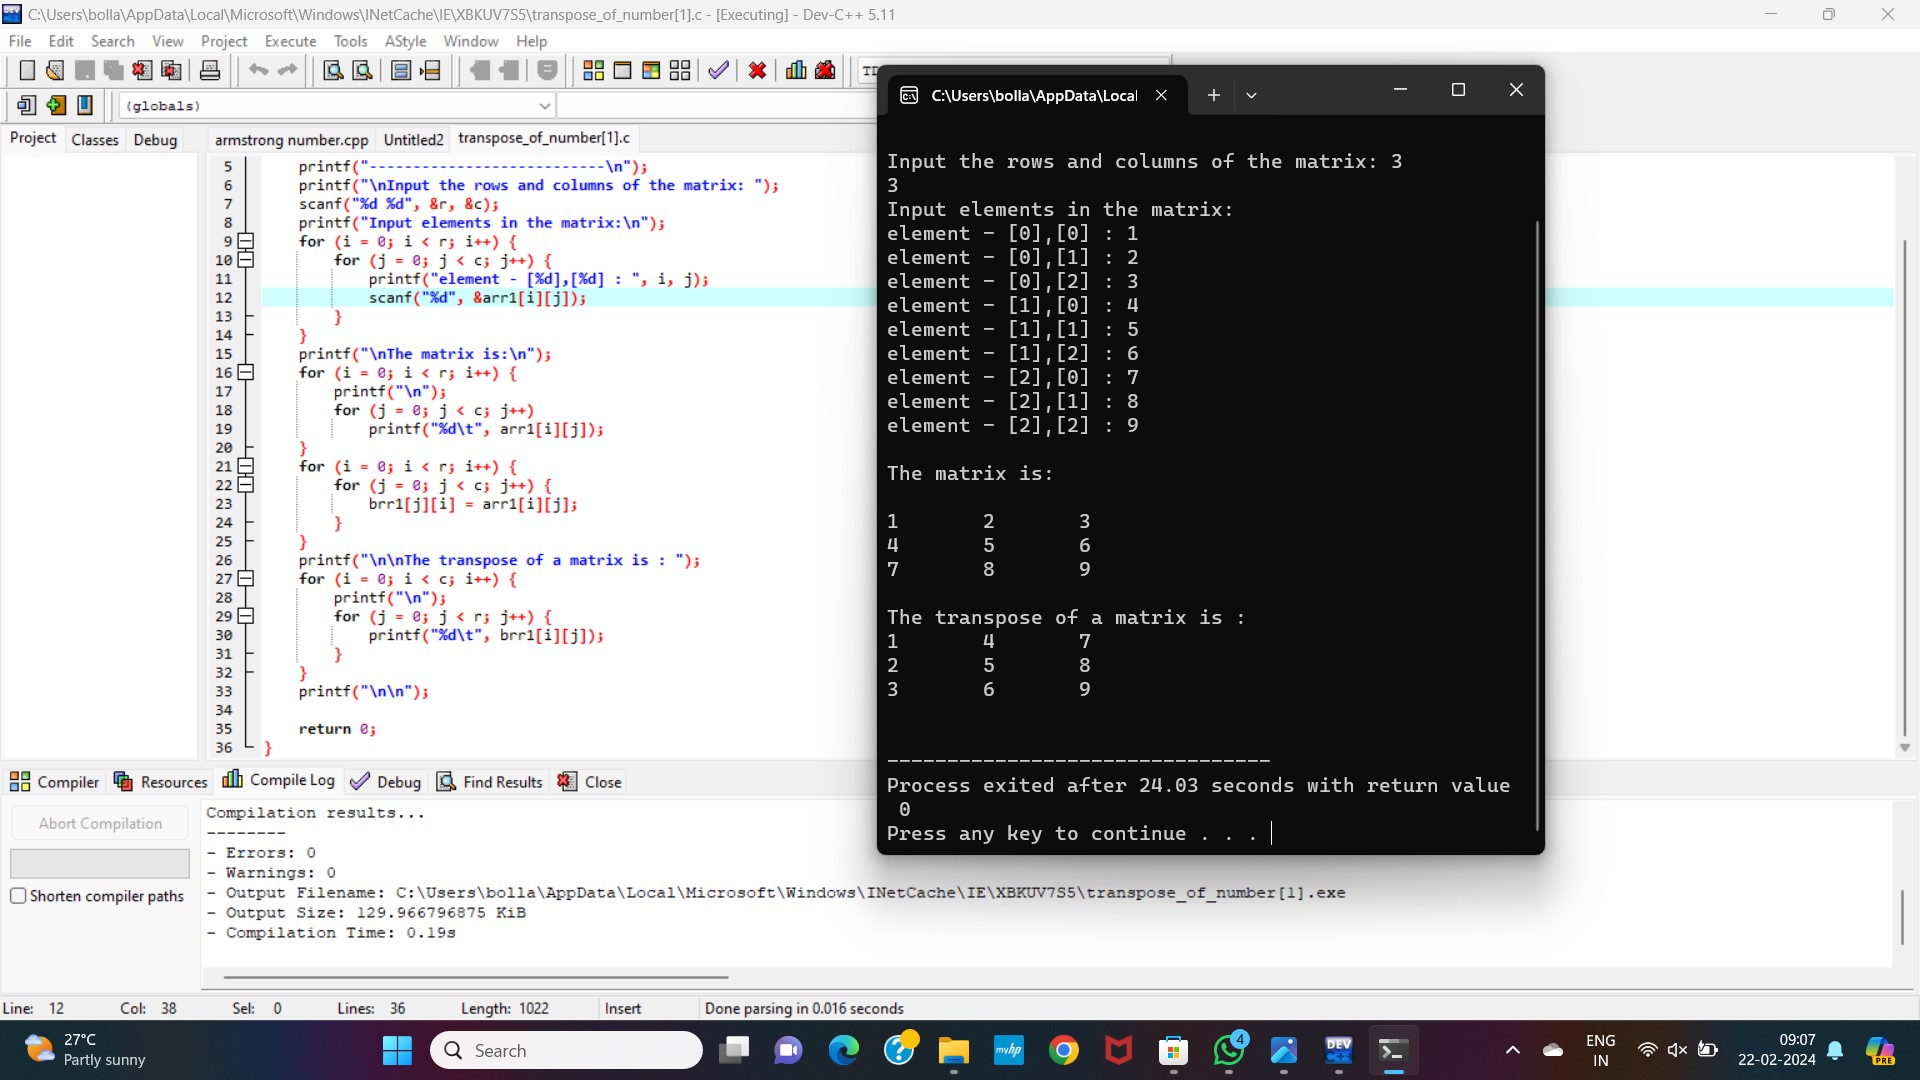 C:\Users\bolla\AppData\Local\Microsoft\Windows\INetCache\IE\XBKUV7S5\transpose_of_number[1].c - [Executing] - Dev-C++ 5.11
File Edit Search View Project Execute Tools AStyle Window Help
(globals)
Project Classes Debug
armstrong number.cpp Untitled2 transpose_of_number[1].c
5 printf("---------------------------\n");
6 printf("\nInput the rows and columns of the matrix: ");
7 scanf("%d %d", &r, &c);
8 printf("Input elements in the matrix:\n");
9 for (i = 0; i < r; i++) {
10 for (j = 0; j < c; j++) {
11 printf("element - [%d],[%d] : ", i, j);
12 scanf("%d", &arr1[i][j]);
13 }
14 }
15 printf("\nThe matrix is:\n");
16 for (i = 0; i < r; i++) {
17 printf("\n");
18 for (j = 0; j < c; j++)
19 printf("%d\t", arr1[i][j]);
20 }
21 for (i = 0; i < r; i++) {
22 for (j = 0; j < c; j++) {
23 brr1[j][i] = arr1[i][j];
24 }
25 }
26 printf("\n\nThe transpose of a matrix is : ");
27 for (i = 0; i < c; i++) {
28 printf("\n");
29 for (j = 0; j < r; j++) {
30 printf("%d\t", brr1[i][j]);
31 }
32 }
33 printf("\n\n");
34
35 return 0;
36 }
C:\Users\bolla\AppData\Local
Input the rows and columns of the matrix: 3
3
Input elements in the matrix:
element - [0],[0] : 1
element - [0],[1] : 2
element - [0],[2] : 3
element - [1],[0] : 4
element - [1],[1] : 5
element - [1],[2] : 6
element - [2],[0] : 7
element - [2],[1] : 8
element - [2],[2] : 9
The matrix is:
1 2 3
4 5 6
7 8 9
The transpose of a matrix is :
1 4 7
2 5 8
3 6 9
--------------------------------
Process exited after 24.03 seconds with return value
0
Press any key to continue . . .
Compiler Resources Compile Log Debug Find Results Close
Abort Compilation
Shorten compiler paths
Compilation results...
--------
- Errors: 0
- Warnings: 0
- Output Filename: C:\Users\bolla\AppData\Local\Microsoft\Windows\INetCache\IE\XBKUV7S5\transpose_of_number[1].exe
- Output Size: 129.966796875 KiB
- Compilation Time: 0.19s
Line: 12 Col: 38 Sel: 0 Lines: 36 Length: 1022 Insert Done parsing in 0.016 seconds
27°C
Partly sunny
Search
myhp
4
DEV
ENG
IN
09:07
22-02-2024
PRE